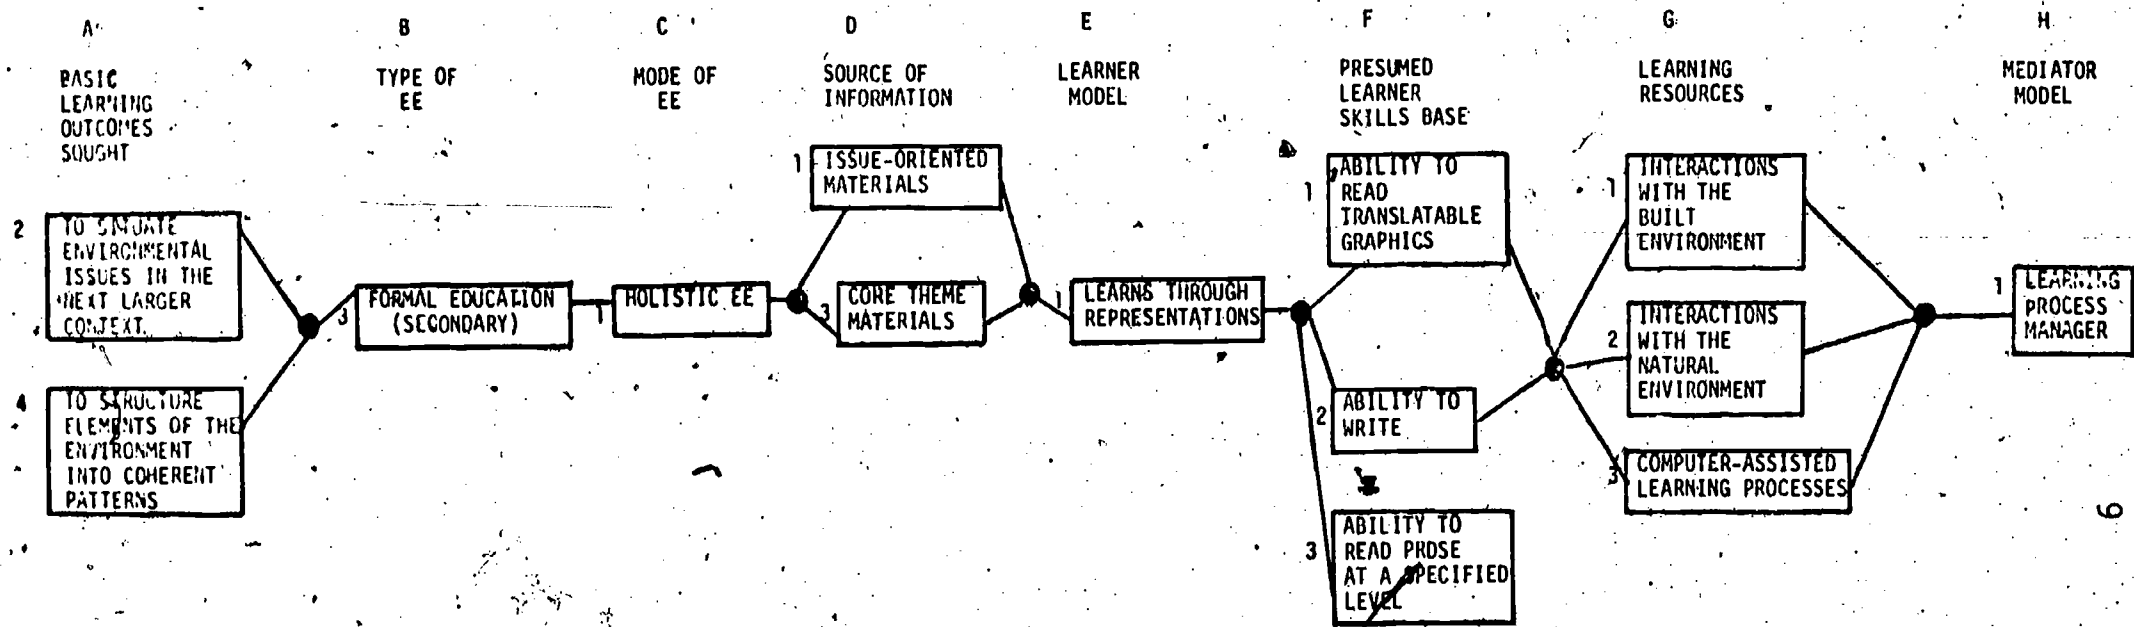 A
BASIC
LEARNING
OUTCOMES
SOUGHT
B
TYPE OF
EE
C
MODE OF
EE
D
SOURCE OF
INFORMATION
E
LEARNER
MODEL
F
PRESUMED
LEARNER
SKILLS BASE
G
LEARNING
RESOURCES
H
MEDIATOR
MODEL
2
TO SITUATE
ENVIRONMENTAL
ISSUES IN THE
NEXT LARGER
CONTEXT.
4
TO STRUCTURE
ELEMENTS OF THE
ENVIRONMENT
INTO COHERENT
PATTERNS
3
FORMAL EDUCATION
(SECONDARY)
1
HOLISTIC EE
1
ISSUE-ORIENTED
MATERIALS
3
CORE THEME
MATERIALS
1
LEARNS THROUGH
REPRESENTATIONS
1
ABILITY TO
READ
TRANSLATABLE
GRAPHICS
2
ABILITY TO
WRITE
3
ABILITY TO
READ PROSE
AT A SPECIFIED
LEVEL
1
INTERACTIONS
WITH THE
BUILT
ENVIRONMENT
2
INTERACTIONS
WITH THE
NATURAL
ENVIRONMENT
3
COMPUTER-ASSISTED
LEARNING PROCESSES
1
LEARNING
PROCESS
MANAGER
9